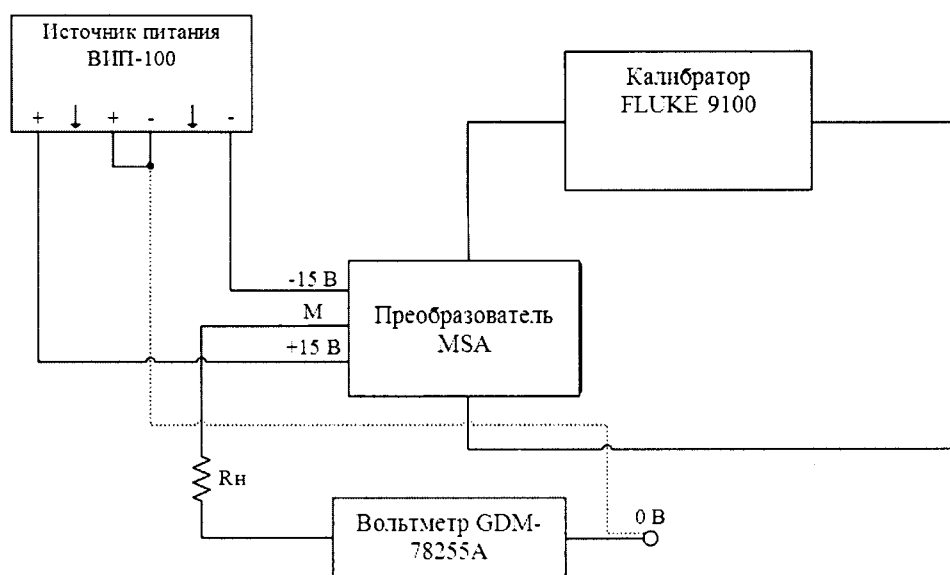 Источник питания
ВИП-100
+ ↓ + - ↓ -
Калибратор
FLUKE 9100
-15 В
М
+15 В
Преобразователь
MSA
Rн
Вольтметр GDM-
78255A
0 В